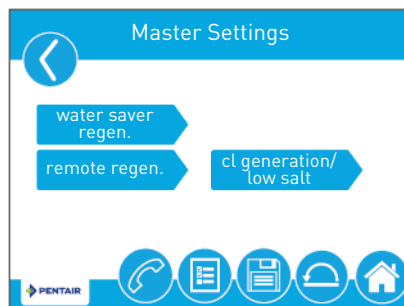 Master Settings
water saver
regen.
remote regen.
cl generation/
low salt
PENTAIR